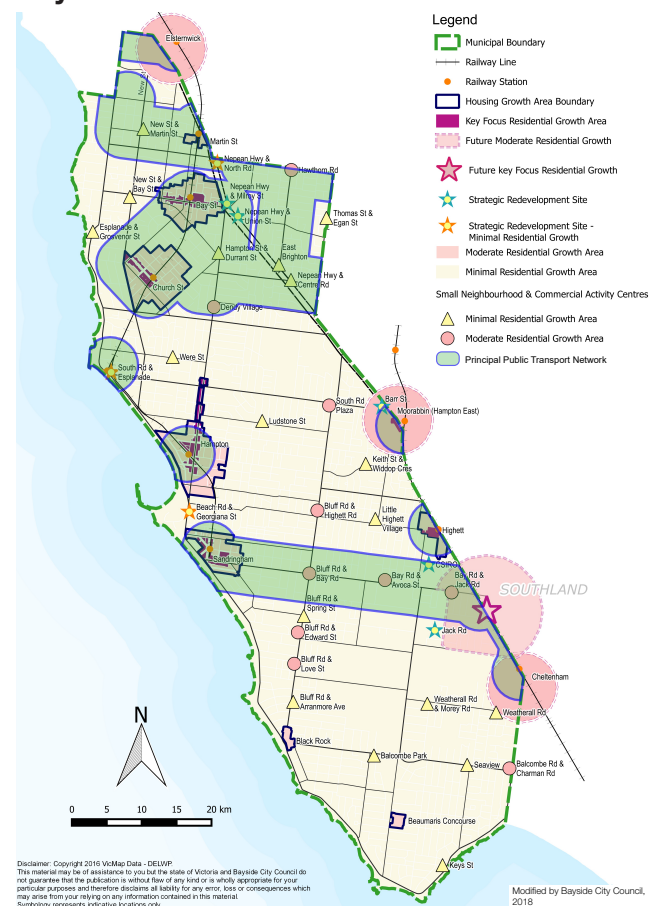 Legend
Municipal Boundary
Railway Line
Railway Station
Housing Growth Area Boundary
Key Focus Residential Growth Area
Future Moderate Residential Growth
Future key Focus Residential Growth
Strategic Redevelopment Site
Strategic Redevelopment Site -
Minimal Residential Growth
Moderate Residential Growth Area
Minimal Residential Growth Area
Small Neighbourhood & Commercial Activity Centres
Minimal Residential Growth Area
Moderate Residential Growth Area
Principal Public Transport Network
Elsternwick
New St
New St &
Martin St
Martin St
Nepean Hwy &
North Rd
Hawthorn Rd
New St &
Bay St
Bay St
Nepean Hwy
& Milroy St
Nepean Hwy &
Union St
Thomas St &
Egan St
Esplanade &
Grosvenor St
Hampton St &
Durrant St
East
Brighton
Nepean Hwy &
Centre Rd
Church St
Dendy Village
Were St
South Rd &
Esplanade
South Rd
Plaza
Barr St
Moorabbin (Hampton East)
Ludstone St
Hampton
Keith St &
Widdop Cres
Beach Rd &
Georgiana St
Bluff Rd &
Highett Rd
Little
Highett
Village
Highett
Sandringham
CSIRO
Bluff Rd &
Bay Rd
Bay Rd &
Avoca St
Bay Rd &
Jack Rd
SOUTHLAND
Bluff Rd &
Spring St
Bluff Rd &
Edward St
Jack Rd
Bluff Rd &
Love St
Cheltenham
Bluff Rd &
Arranmore Ave
Weatherall Rd
& Morey Rd
Weatherall Rd
Black Rock
Balcombe Park
Seaview
Balcombe Rd &
Charman Rd
Beaumaris Concourse
Keys St
N
0 5 10 15 20 km
Disclaimer: Copyright 2016 VicMap Data - DELWP
This material may be of assistance to you but the state of Victoria and Bayside City Council do
not guarantee that the publication is without flaw of any kind or is wholly appropriate for your
particular purposes and therefore disclaims all liability for any error, loss or consequences which
may arise from your relying on any information contained in this material.
Symbology represents indicative locations only
Modified by Bayside City Council,
2018